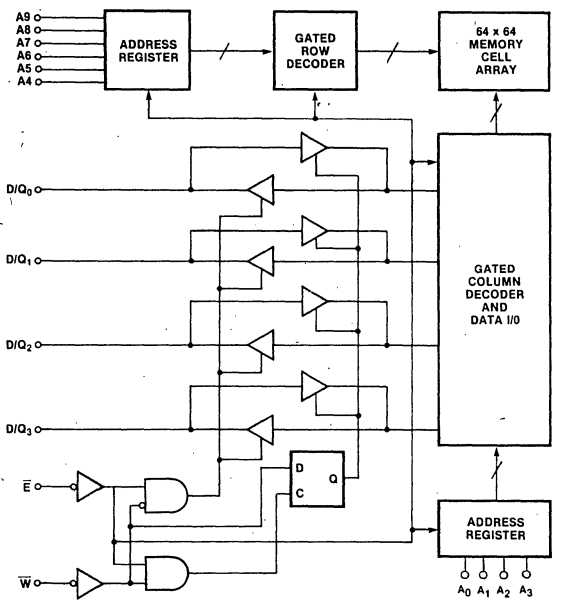 A9
A8
A7
A6
A5
A4
ADDRESS
REGISTER
GATED
ROW
DECODER
64 x 64
MEMORY
CELL
ARRAY
D/Q0
D/Q1
D/Q2
D/Q3
GATED
COLUMN
DECODER
AND
DATA I/O
E̅
W̅
D
C
Q
ADDRESS
REGISTER
A0 A1 A2 A3